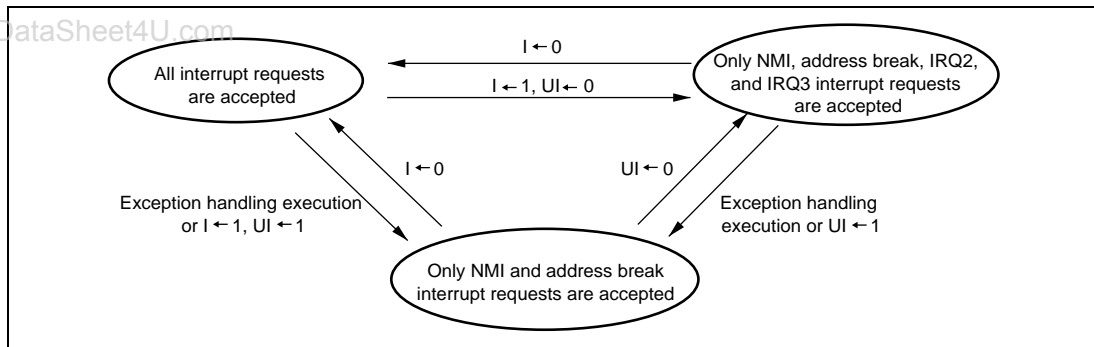 DataSheet4U.com
I ← 0
All interrupt requests
are accepted
Only NMI, address break, IRQ2,
and IRQ3 interrupt requests
are accepted
I ← 1, UI ← 0
I ← 0
UI ← 0
Exception handling execution
or I ← 1, UI ← 1
Exception handling
execution or UI ← 1
Only NMI and address break
interrupt requests are accepted